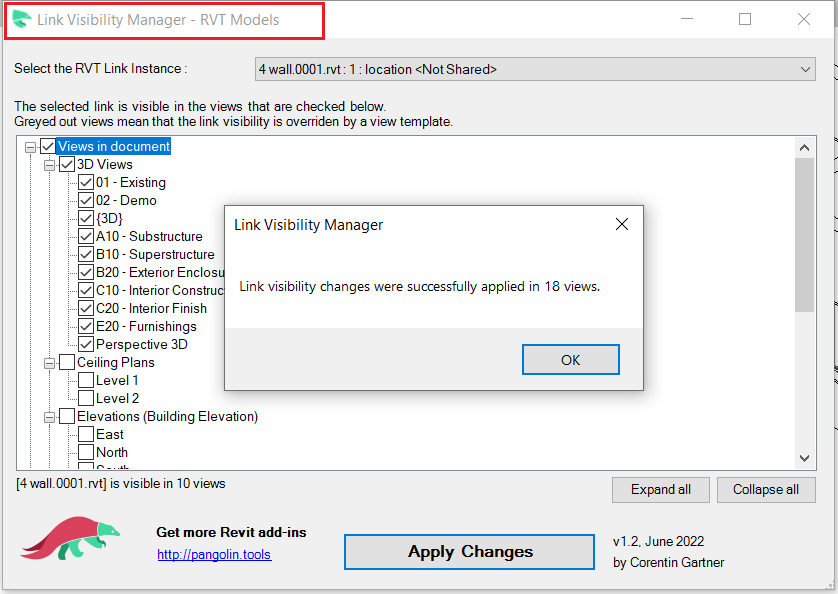 Link Visibility Manager - RVT Models
Select the RVT Link Instance :
4 wall.0001.rvt : 1 : location <Not Shared>
The selected link is visible in the views that are checked below.
Greyed out views mean that the link visibility is overriden by a view template.
Views in document
3D Views
01 - Existing
02 - Demo
{3D}
A10 - Substructure
B10 - Superstructure
B20 - Exterior Enclosu
C10 - Interior Construc
C20 - Interior Finish
E20 - Furnishings
Perspective 3D
Ceiling Plans
Level 1
Level 2
Elevations (Building Elevation)
East
North
South
Link Visibility Manager
Link visibility changes were successfully applied in 18 views.
OK
[4 wall.0001.rvt] is visible in 10 views
Expand all
Collapse all
Get more Revit add-ins
http://pangolin.tools
Apply Changes
v1.2, June 2022
by Corentin Gartner